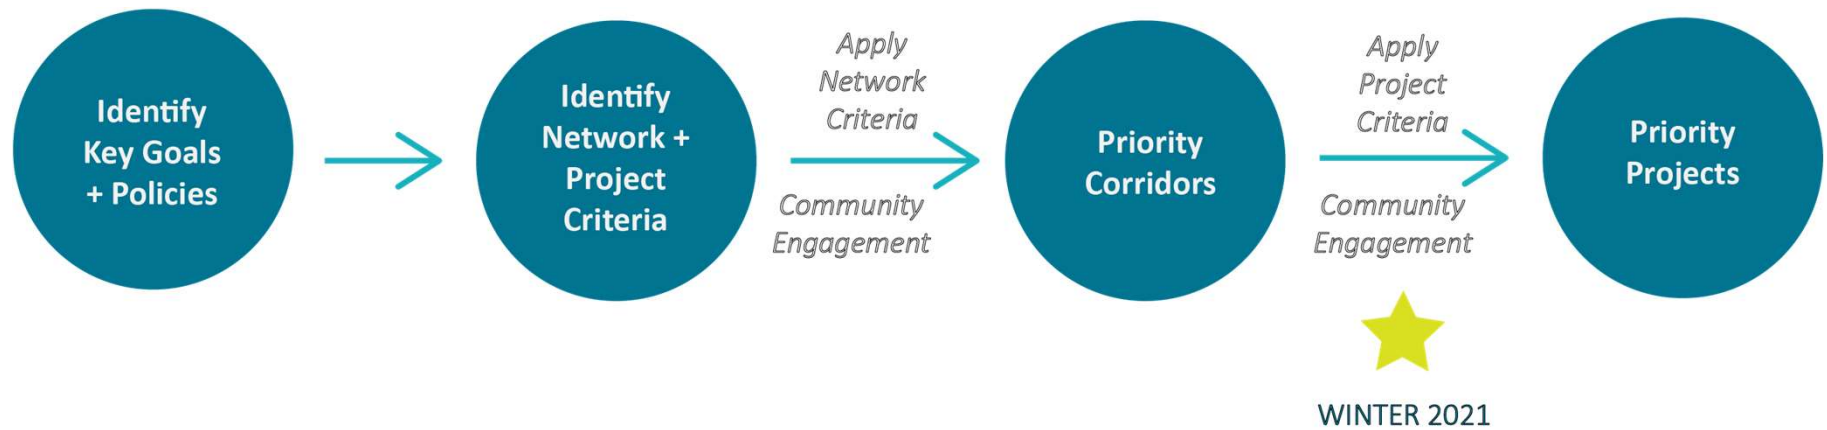 Identify
Key Goals
+ Policies
Identify
Network +
Project
Criteria
Apply
Network
Criteria
Community
Engagement
Priority
Corridors
Apply
Project
Criteria
Community
Engagement
WINTER 2021
Priority
Projects